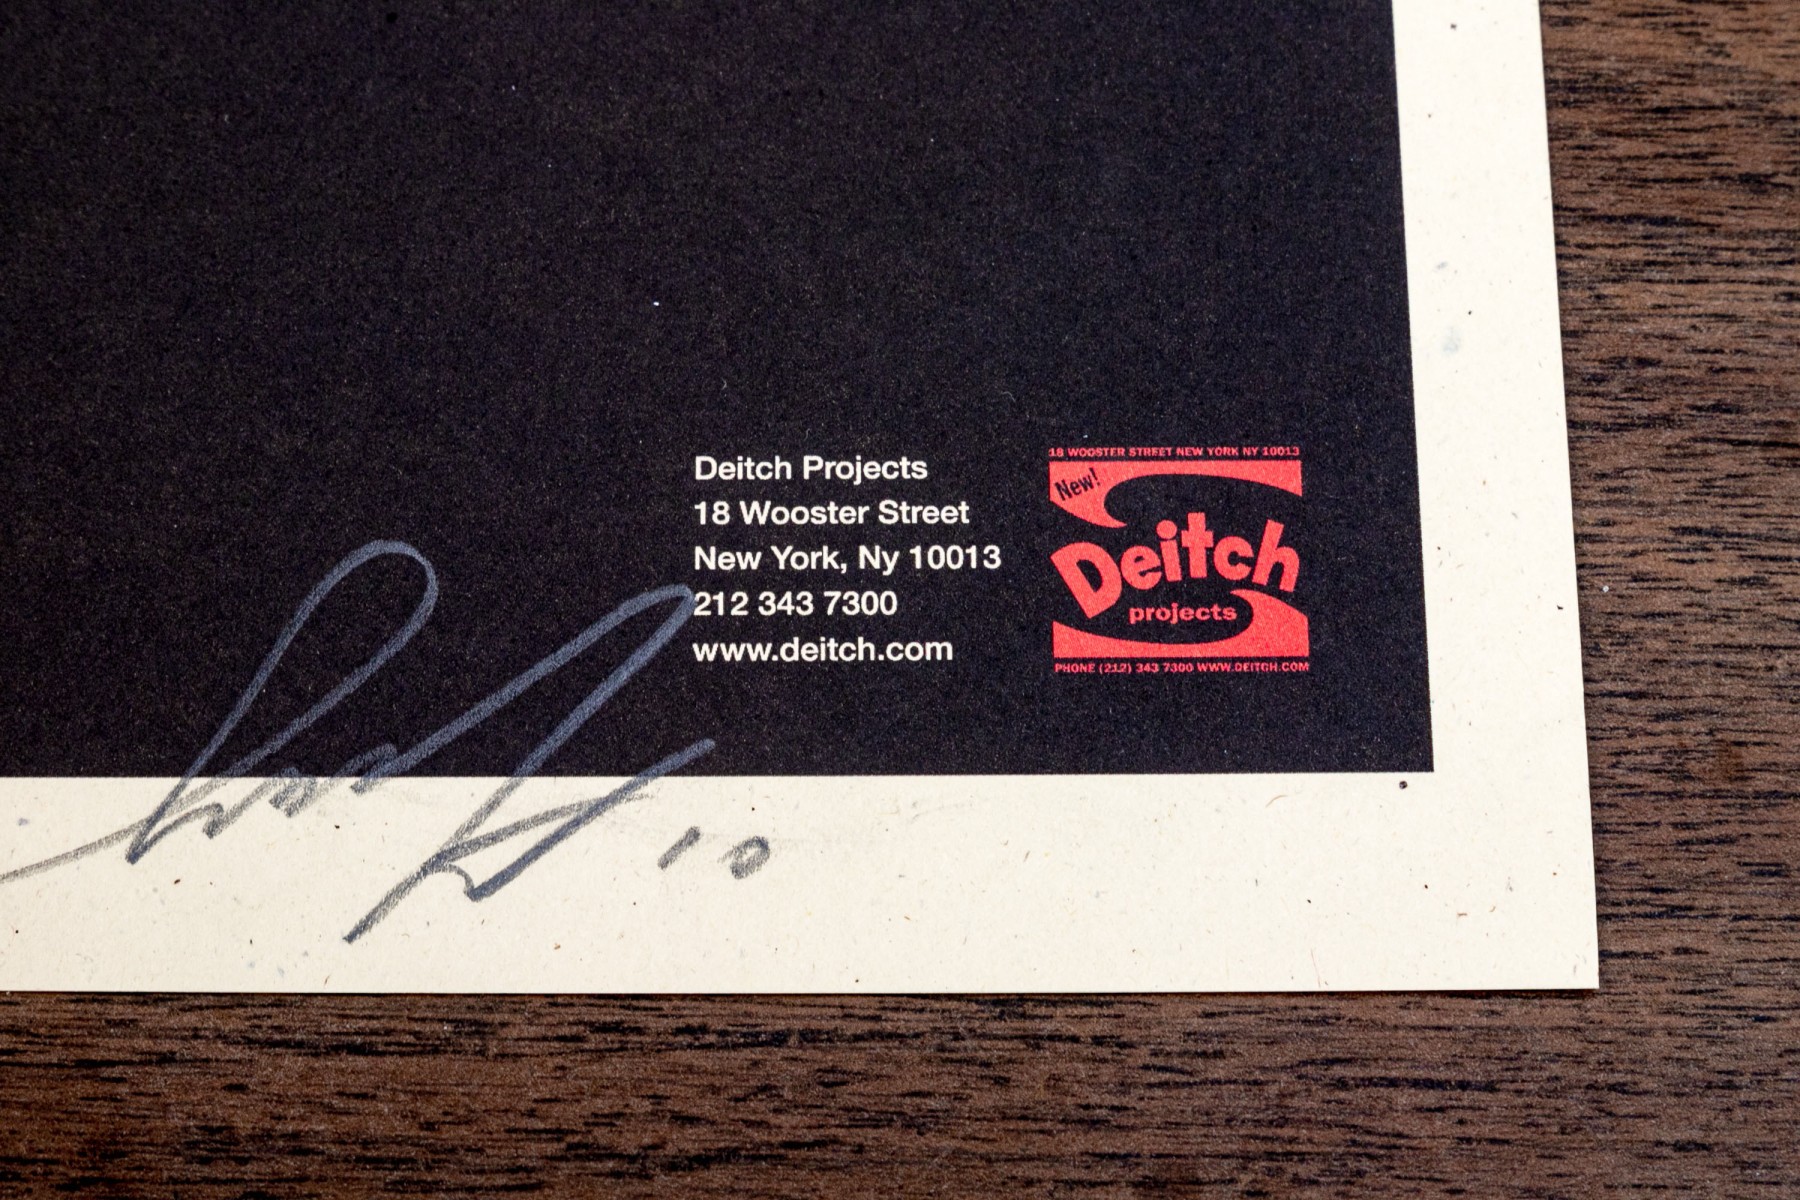 Deitch Projects
18 Wooster Street
New York, Ny 10013
212 343 7300
www.deitch.com
18 WOOSTER STREET NEW YORK NY 10013
New!
Deitch
projects
PHONE (212) 343 7300 WWW.DEITCH.COM
10